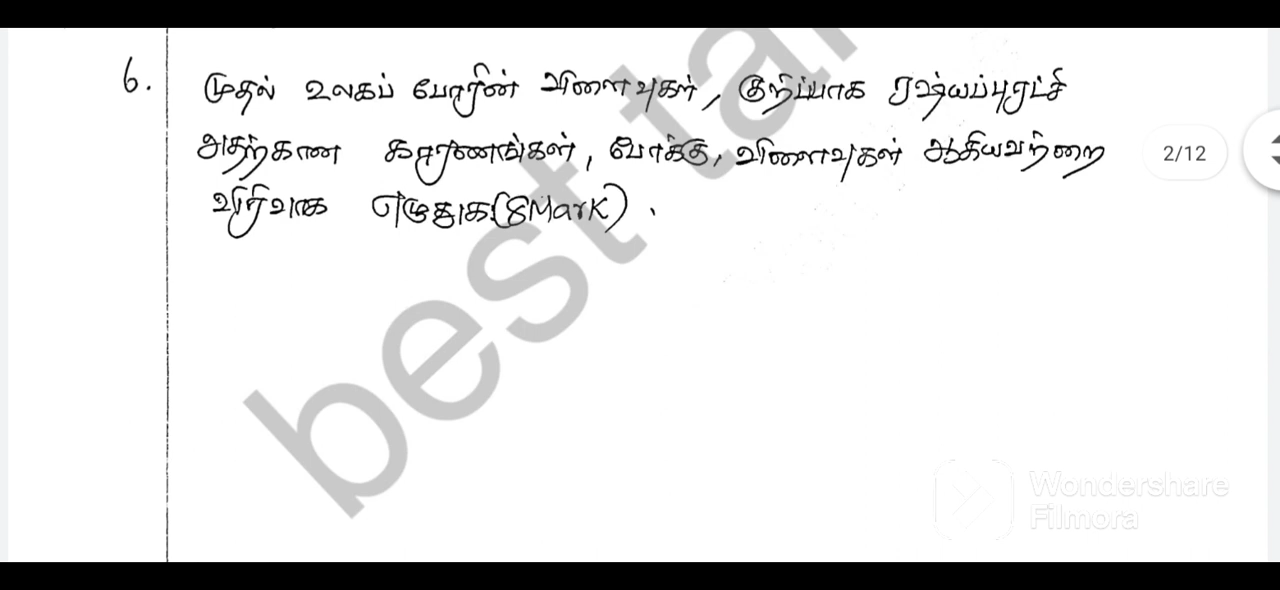 6. முதல் உலகப் போரின் விளைவுகள், குறிப்பாக ரஷ்யப்புரட்சி
அதற்கான காரணங்கள், போக்கு, விளைவுகள் ஆகியவற்றை
விரிவாக எழுதுக(8Mark).
2/12
best ta
Wondershare
Filmora